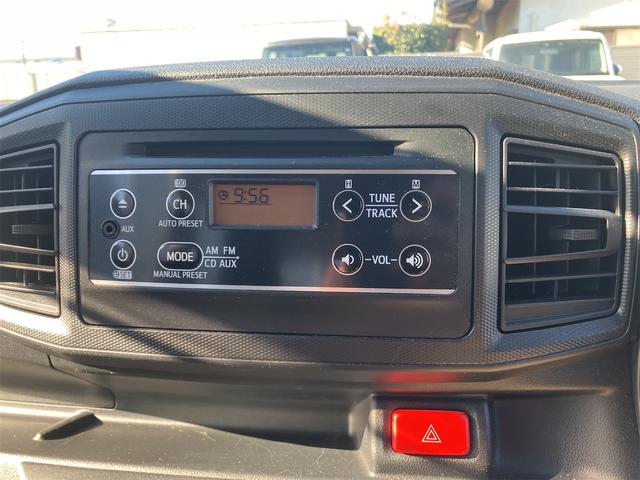 CH
9:56
H
M
TUNE
TRACK
AUX
AUTO PRESET
MODE
AM FM
CD AUX
VOL
SET
MANUAL PRESET